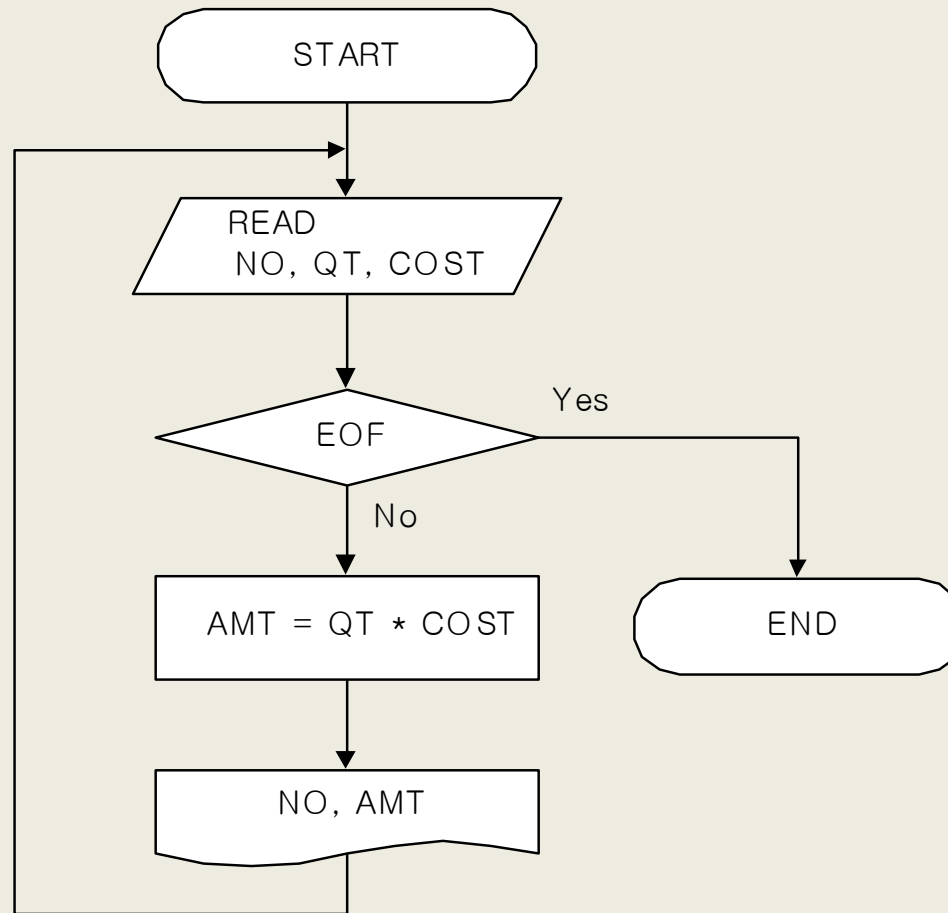 START
READ
NO, QT, COST
EOF
Yes
No
AMT = QT * COST
END
NO, AMT